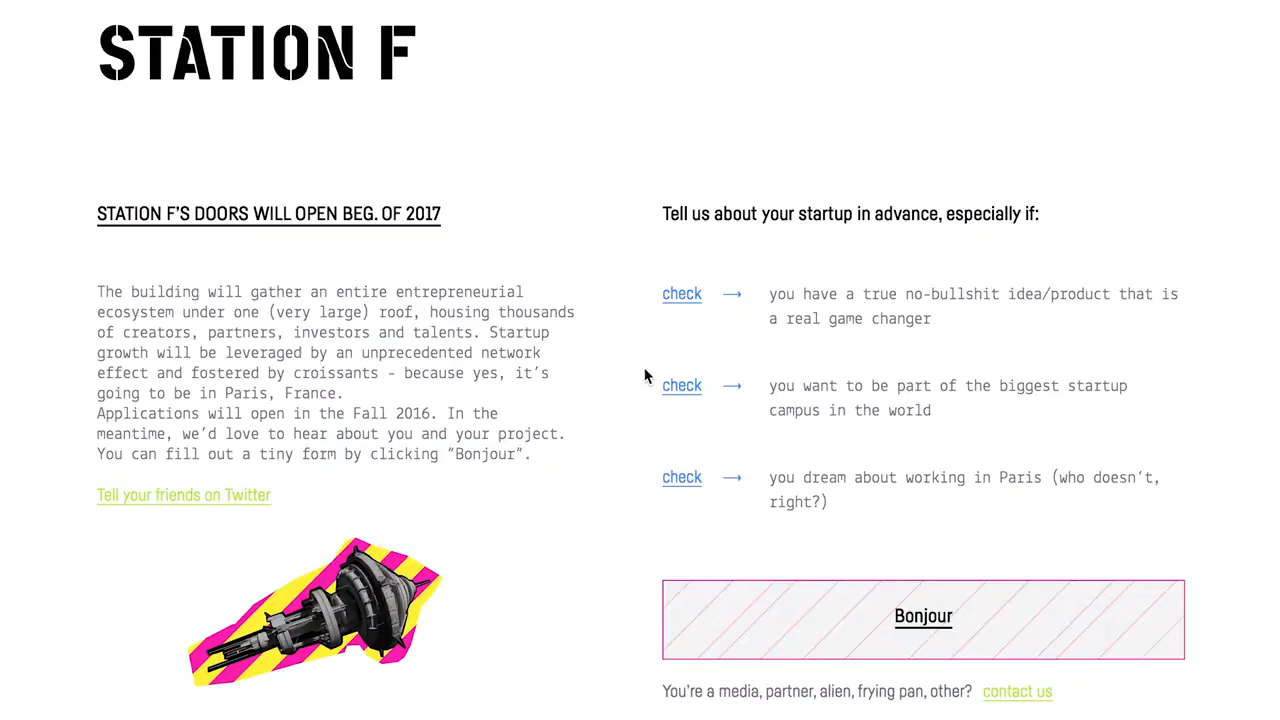 STATION F
STATION F'S DOORS WILL OPEN BEG. OF 2017
The building will gather an entire entrepreneurial
ecosystem under one (very large) roof, housing thousands
of creators, partners, investors and talents. Startup
growth will be leveraged by an unprecedented network
effect and fostered by croissants - because yes, it's
going to be in Paris, France.
Applications will open in the Fall 2016. In the
meantime, we'd love to hear about you and your project.
You can fill out a tiny form by clicking “Bonjour”.
Tell your friends on Twitter
Tell us about your startup in advance, especially if:
check → you have a true no-bullshit idea/product that is
a real game changer
check → you want to be part of the biggest startup
campus in the world
check → you dream about working in Paris (who doesn't,
right?)
Bonjour
You're a media, partner, alien, frying pan, other? contact us